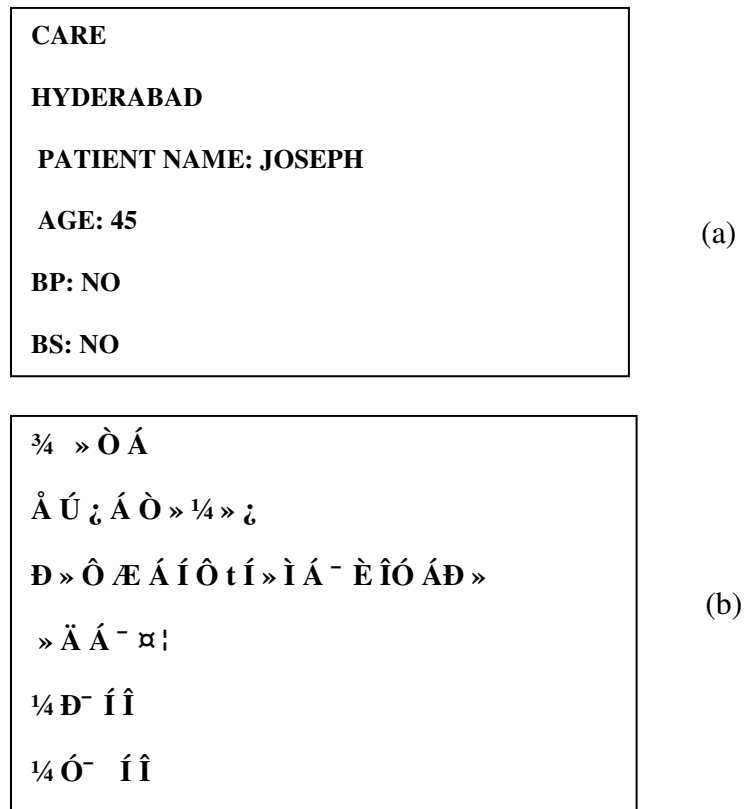 CARE
HYDERABAD
PATIENT NAME: JOSEPH
AGE: 45
BP: NO
BS: NO
(a)
¾ » Ò Á
Å Ú ¿ Á Ò » ¼ » ¿
Ð » Ô Æ Á Í Ô t Í » Ì Á ¯ È Î Ó Á Ð »
» Ä Á ¯ ¤ ¦
¼ Ð ¯ Í Î
¼ Ó ¯ Í Î
(b)